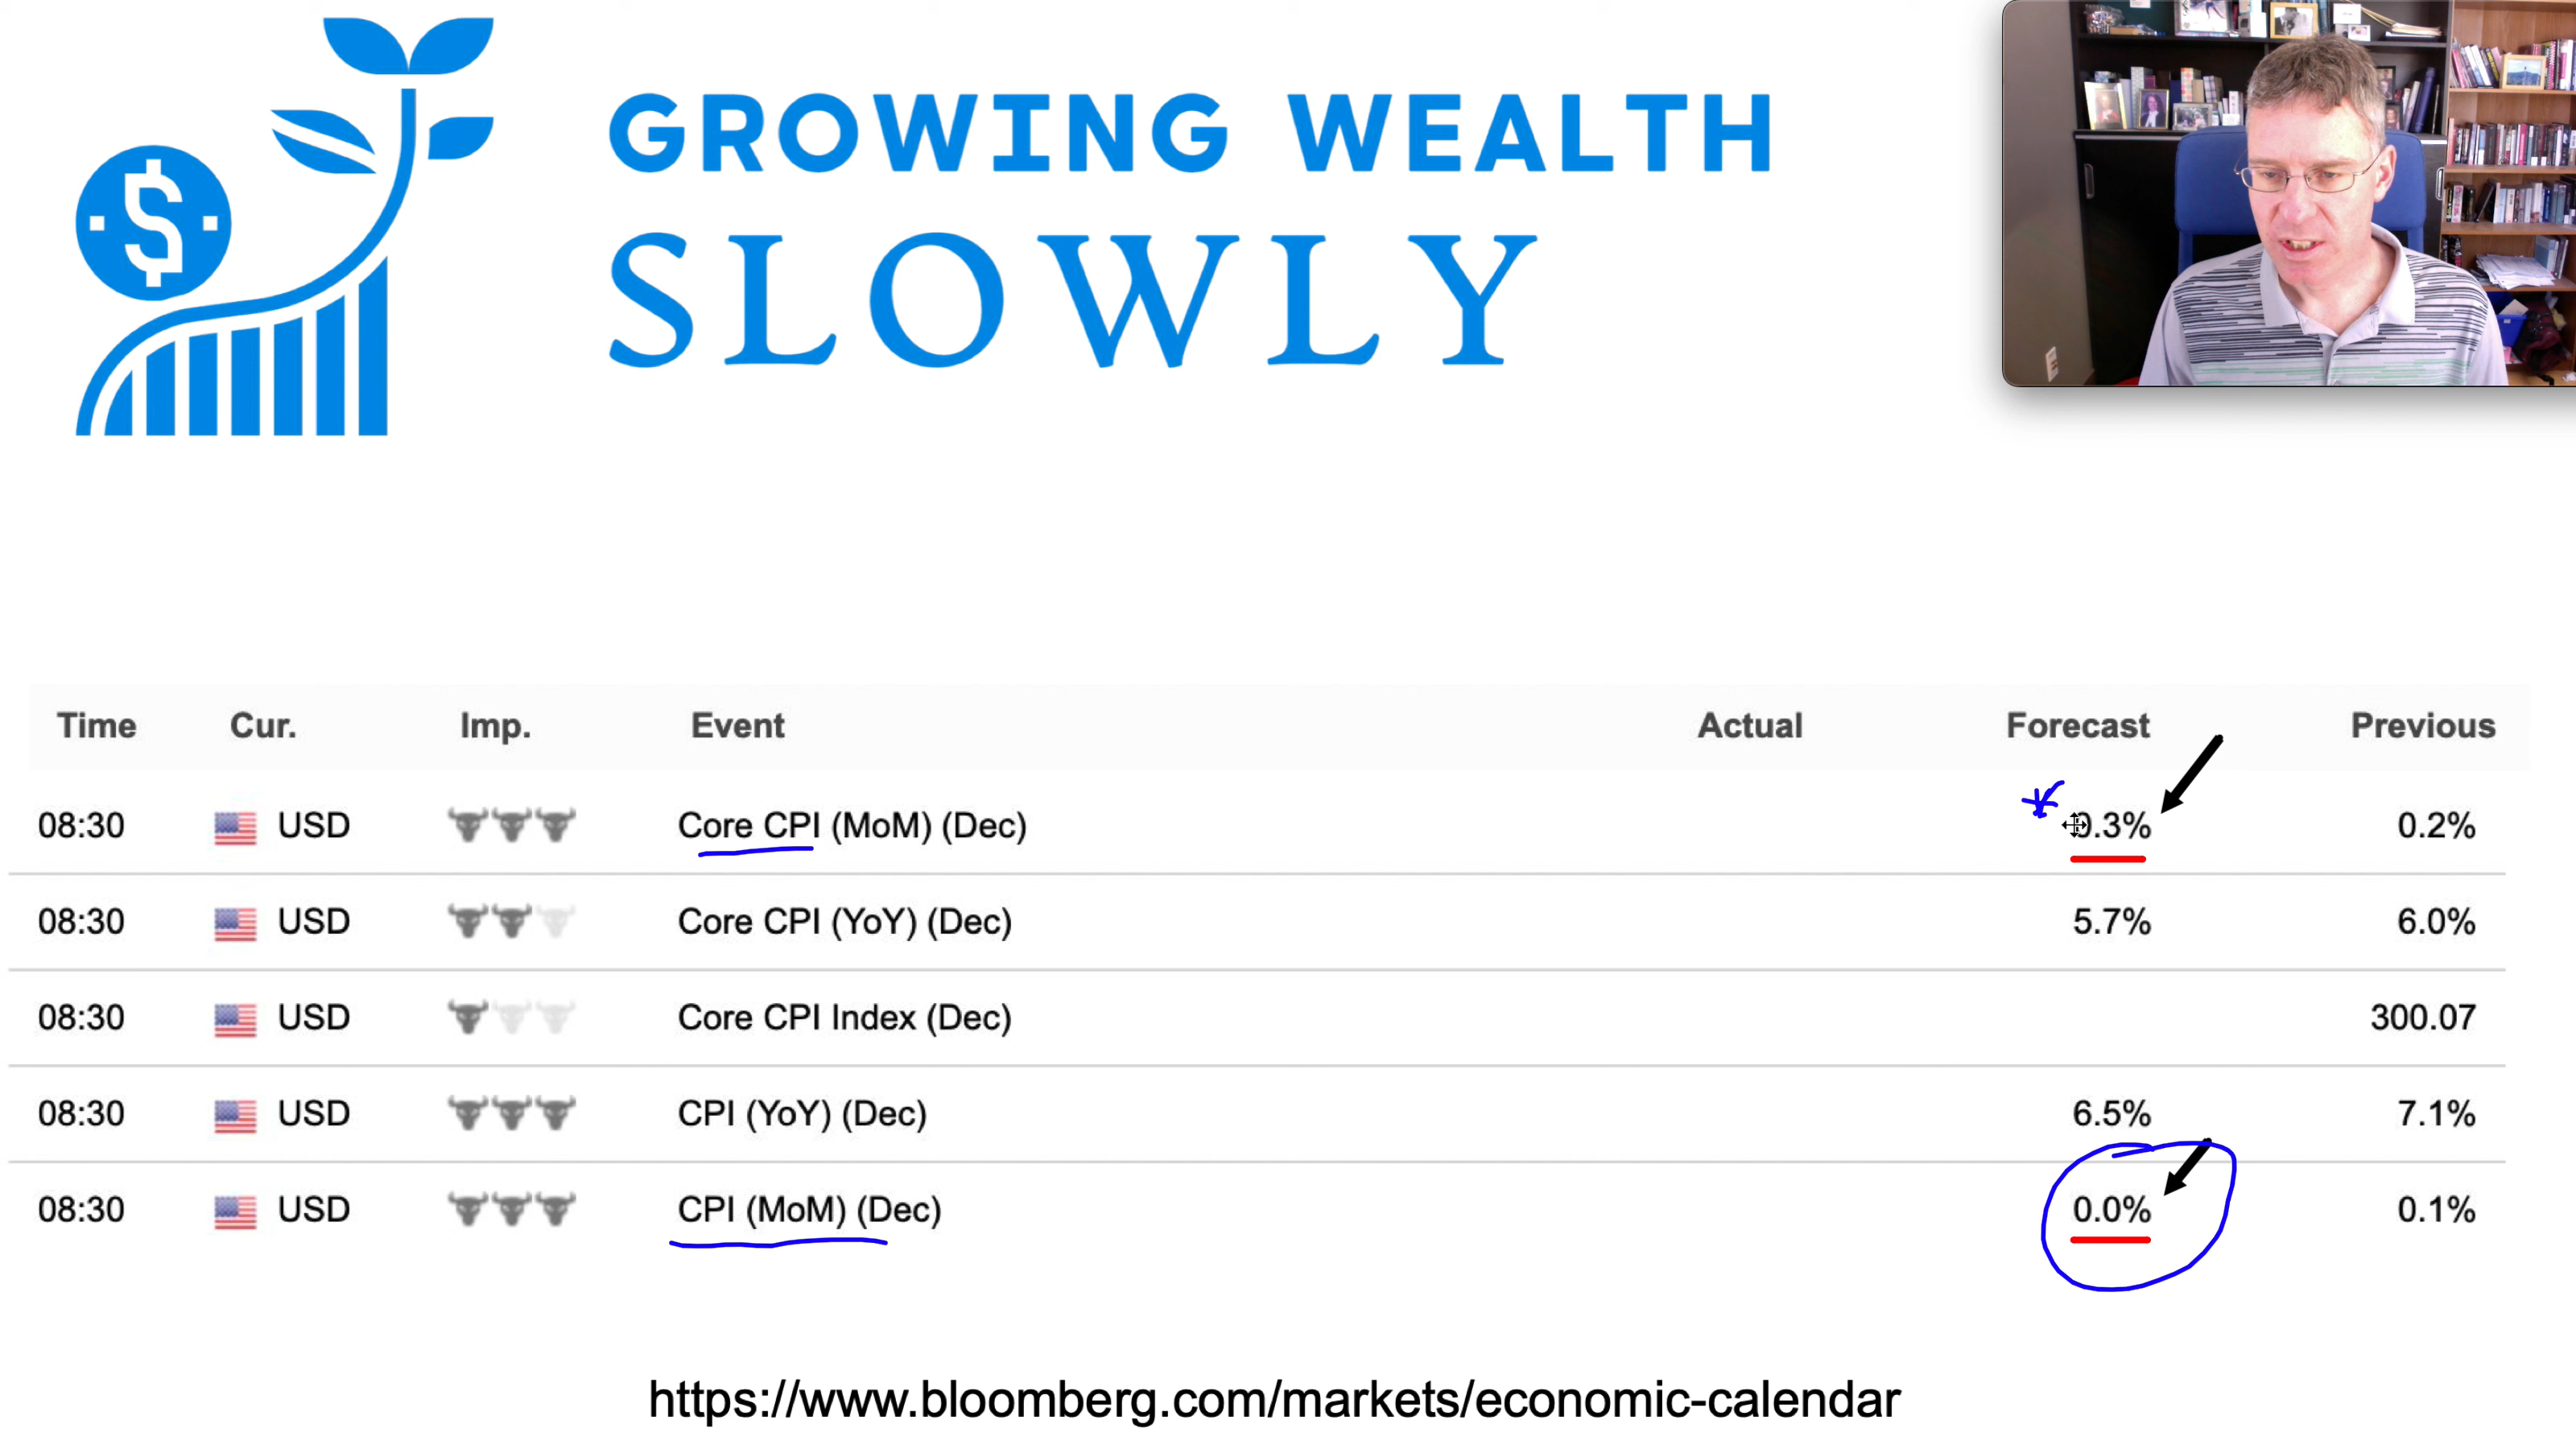 GROWING WEALTH
SLOWLY
Time Cur. Imp. Event Actual Forecast Previous
08:30 USD Core CPI (MoM) (Dec) 0.3% 0.2%
08:30 USD Core CPI (YoY) (Dec) 5.7% 6.0%
08:30 USD Core CPI Index (Dec) 300.07
08:30 USD CPI (YoY) (Dec) 6.5% 7.1%
08:30 USD CPI (MoM) (Dec) 0.0% 0.1%
https://www.bloomberg.com/markets/economic-calendar